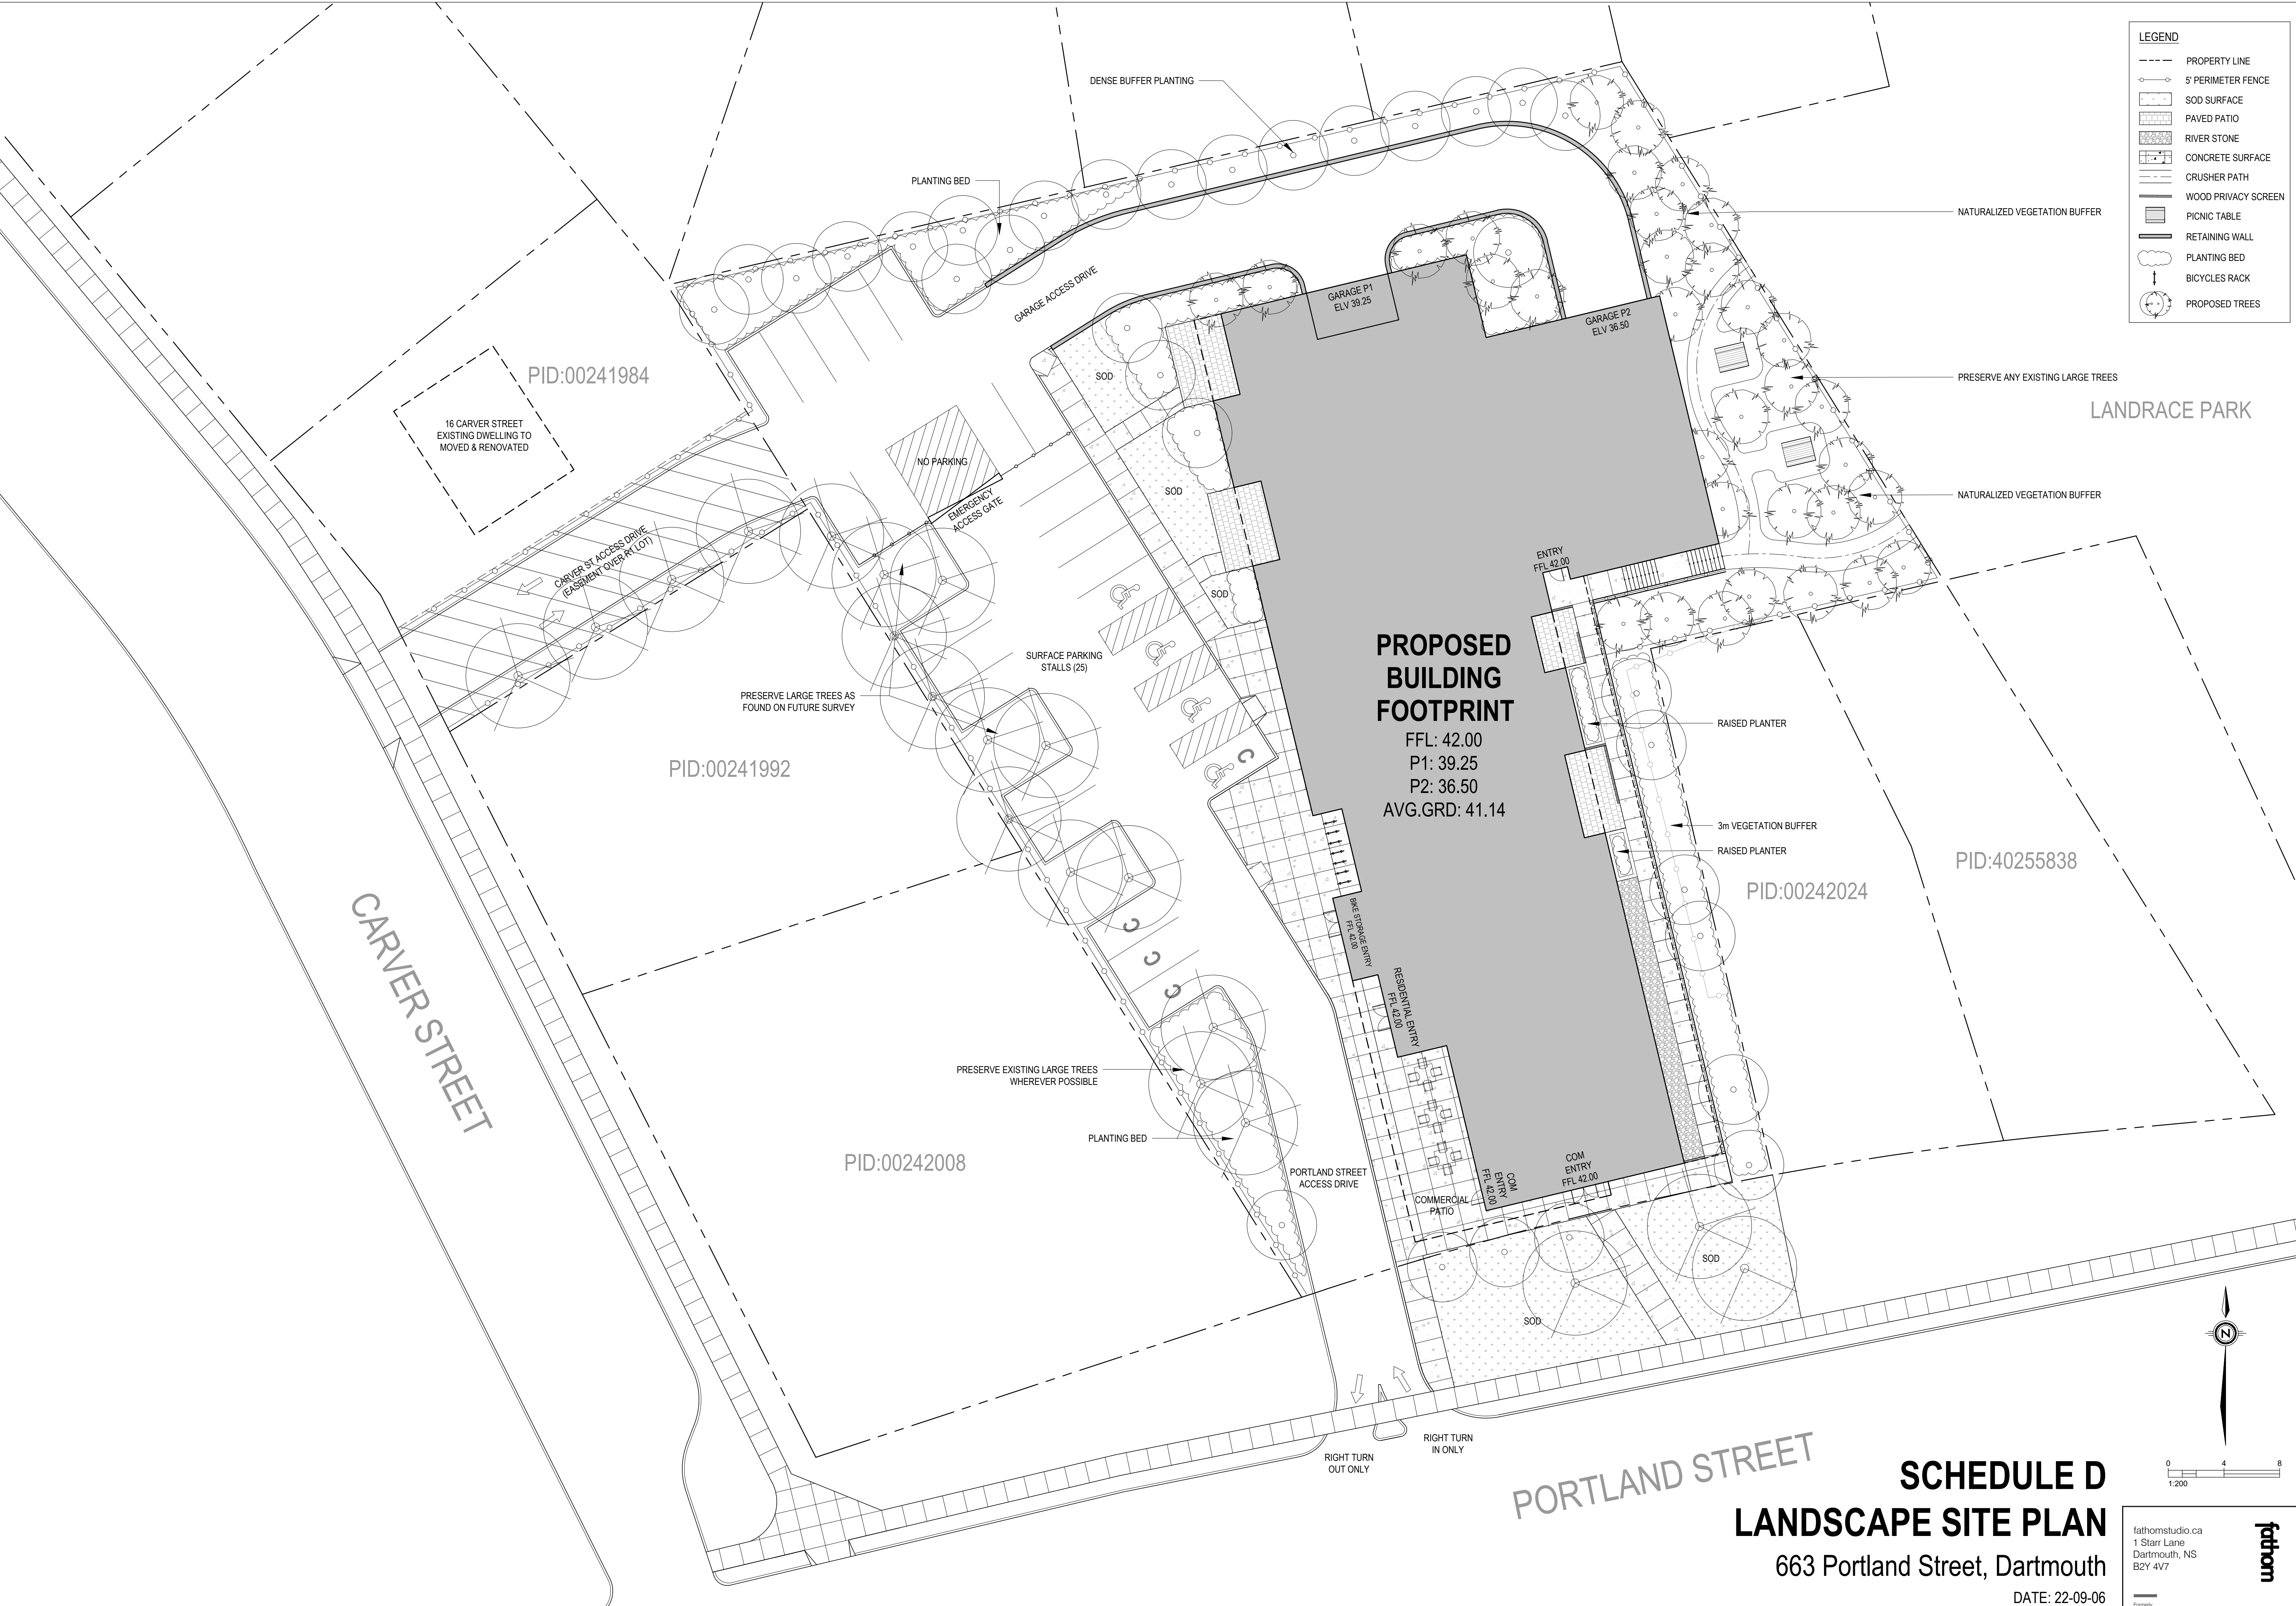 LEGEND
PROPERTY LINE
5' PERIMETER FENCE
SOD SURFACE
PAVED PATIO
RIVER STONE
CONCRETE SURFACE
CRUSHER PATH
WOOD PRIVACY SCREEN
PICNIC TABLE
RETAINING WALL
PLANTING BED
BICYCLES RACK
PROPOSED TREES
DENSE BUFFER PLANTING
PLANTING BED
NATURALIZED VEGETATION BUFFER
GARAGE ACCESS DRIVE
GARAGE P1
ELV 39.25
GARAGE P2
ELV 36.50
PID:00241984
SOD
PRESERVE ANY EXISTING LARGE TREES
LANDRACE PARK
16 CARVER STREET
EXISTING DWELLING TO
MOVED & RENOVATED
NO PARKING
SOD
NATURALIZED VEGETATION BUFFER
EMERGENCY
ACCESS GATE
CARVER ST ACCESS DRIVE
(EASEMENT OVER R1 LOT)
ENTRY
FFL 42.00
SOD
SURFACE PARKING
STALLS (25)
PROPOSED
BUILDING
FOOTPRINT
FFL: 42.00
P1: 39.25
P2: 36.50
AVG.GRD: 41.14
PRESERVE LARGE TREES AS
FOUND ON FUTURE SURVEY
RAISED PLANTER
C
PID:00241992
3m VEGETATION BUFFER
RAISED PLANTER
PID:40255838
PID:00242024
CARVER STREET
BIKE STORAGE ENTRY
FFL 42.00
C
C
C
RESIDENTIAL ENTRY
FFL 42.00
PRESERVE EXISTING LARGE TREES
WHEREVER POSSIBLE
PLANTING BED
PID:00242008
PORTLAND STREET
ACCESS DRIVE
COMMERCIAL
PATIO
COM
ENTRY
FFL 42.00
COM
ENTRY
FFL 42.00
SOD
SOD
N
RIGHT TURN
IN ONLY
RIGHT TURN
OUT ONLY
PORTLAND STREET
0 4 8
1:200
SCHEDULE D
LANDSCAPE SITE PLAN
663 Portland Street, Dartmouth
DATE: 22-09-06
fathomstudio.ca
1 Starr Lane
Dartmouth, NS
B2Y 4V7
fathom